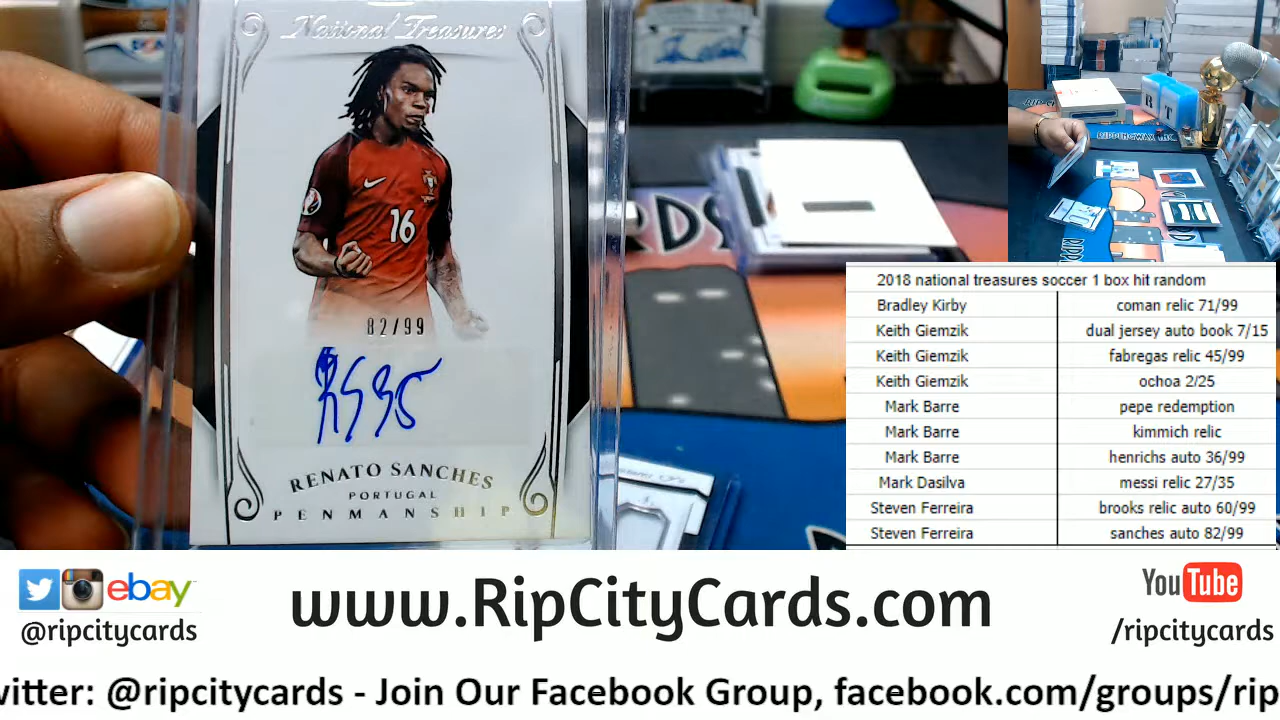 National Treasures
16
82/99
RENATO SANCHES
PORTUGAL
PENMANSHIP
RDS
2018 national treasures soccer 1 box hit random
Bradley Kirby coman relic 71/99
Keith Giemzik dual jersey auto book 7/15
Keith Giemzik fabregas relic 45/99
Keith Giemzik ochoa 2/25
Mark Barre pepe redemption
Mark Barre kimmich relic
Mark Barre henrichs auto 36/99
Mark Dasilva messi relic 27/35
Steven Ferreira brooks relic auto 60/99
Steven Ferreira sanches auto 82/99
ebay
@ripcitycards
www.RipCityCards.com
YouTube
/ripcitycards
vitter: @ripcitycards - Join Our Facebook Group, facebook.com/groups/rip